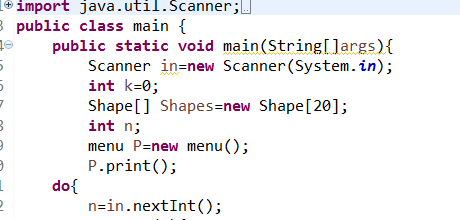 import java.util.Scanner;
public class main {
public static void main(String[]args){
Scanner in=new Scanner(System.in);
int k=0;
Shape[] Shapes=new Shape[20];
int n;
menu P=new menu();
P.print();
do{
n=in.nextInt();